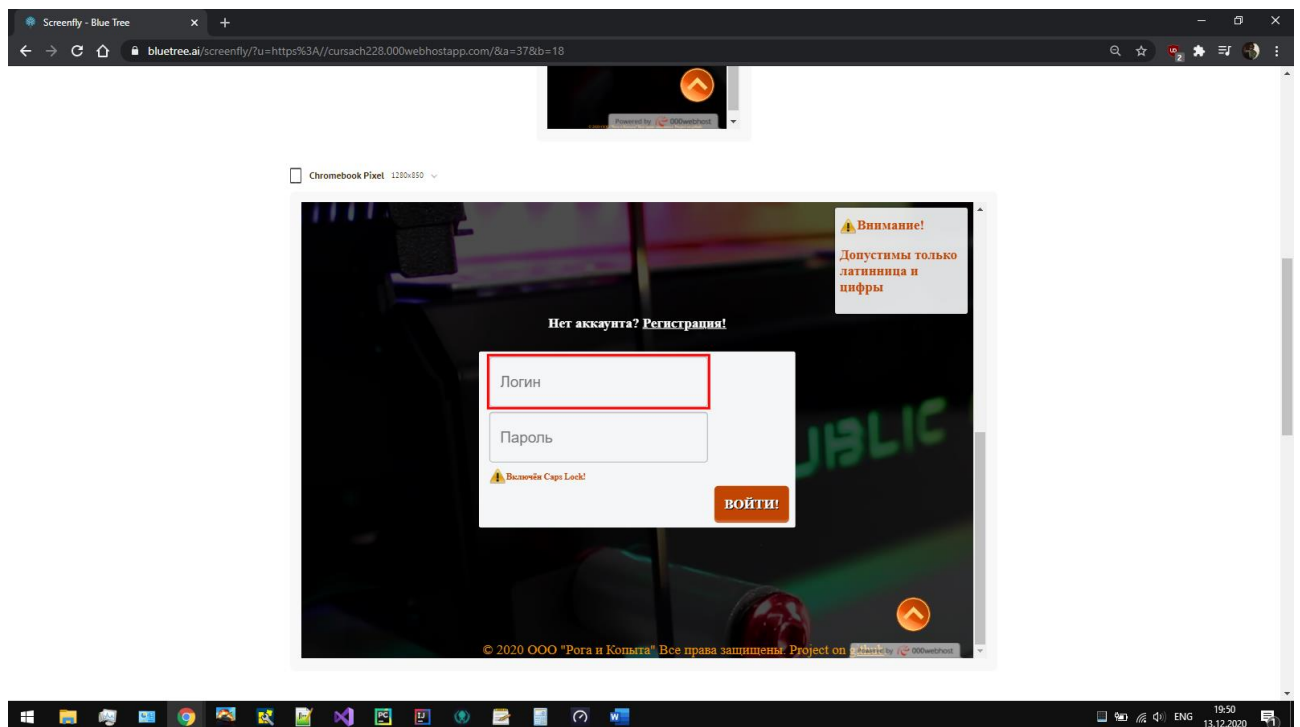 Screenfly - Blue Tree
bluetree.ai/screenfly/?u=https%3A//cursach228.000webhostapp.com/&a=37&b=18
2
Powered by 000webhost
Chromebook Pixel 1280x850
Внимание!
Допустимы только
латинница и
цифры
Нет аккаунта? Регистрация!
Логин
Пароль
Включён Caps Lock!
ВОЙТИ!
UBLIC
© 2020 ООО "Рога и Копыта" Все права защищены. Project on
000webhost
ENG
19:50
13.12.2020